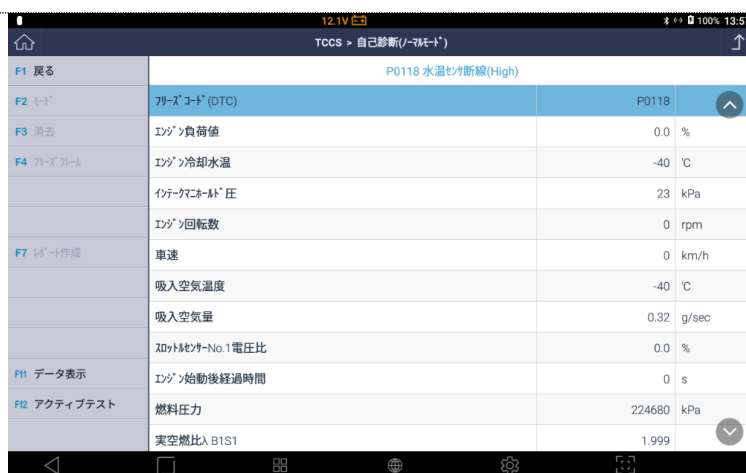 12.1V 100% 13:5
TCCS > 自己診断(ﾉｰﾏﾙﾓｰﾄﾞ)
F1 戻る
P0118 水温ｾﾝｻ断線(High)
F2 ﾓｰﾄﾞ
ﾌﾘｰｽﾞｺｰﾄﾞ(DTC) P0118
F3 消去
ｴﾝｼﾞﾝ負荷値 0.0 %
F4 ﾌﾘｰｽﾞﾌﾚｰﾑ
ｴﾝｼﾞﾝ冷却水温 -40 ℃
ｲﾝﾃｰｸﾏﾆﾎｰﾙﾄﾞ圧 23 kPa
ｴﾝｼﾞﾝ回転数 0 rpm
F7 ﾚﾎﾟｰﾄ作成
車速 0 km/h
吸入空気温度 -40 ℃
吸入空気量 0.32 g/sec
ｽﾛｯﾄﾙｾﾝｻｰNo.1電圧比 0.0 %
F11 データ表示
ｴﾝｼﾞﾝ始動後経過時間 0 s
F12 アクティブテスト
燃料圧力 224680 kPa
実空燃比λ B1S1 1.999